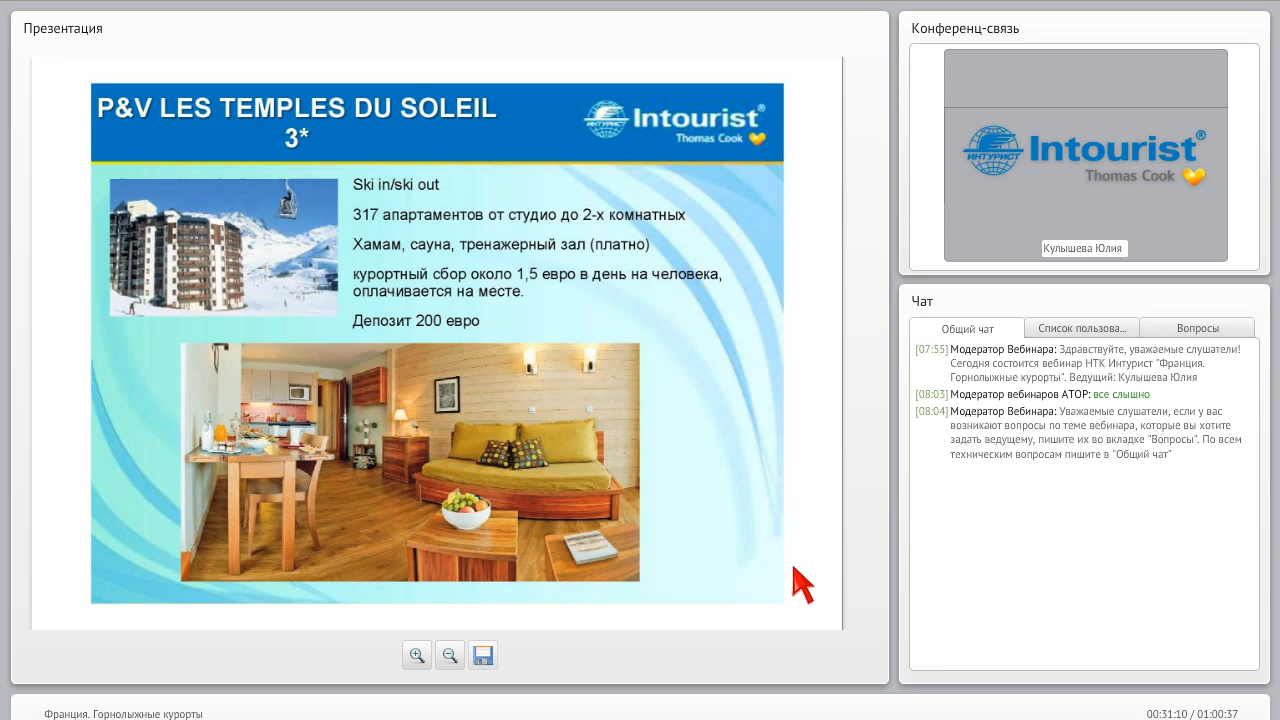 Презентация
P&V LES TEMPLES DU SOLEIL
3*
ИНТУРИСТ Intourist®
Thomas Cook
Ski in/ski out
317 апартаментов от студио до 2-х комнатных
Хамам, сауна, тренажерный зал (платно)
курортный сбор около 1,5 евро в день на человека,
оплачивается на месте.
Депозит 200 евро
Конференц-связь
ИНТУРИСТ Intourist®
Thomas Cook
Кулышева Юлия
Чат
Общий чат
Список пользова...
Вопросы
[07:55] Модератор Вебинара: Здравствуйте, уважаемые слушатели!
Сегодня состоится вебинар НТК Интурист "Франция.
Горнолыжные курорты". Ведущий: Кулышева Юлия
[08:03] Модератор вебинаров АТОР: все слышно
[08:04] Модератор Вебинара: Уважаемые слушатели, если у вас
возникают вопросы по теме вебинара, которые вы хотите
задать ведущему, пишите их во вкладке "Вопросы". По всем
техническим вопросам пишите в "Общий чат"
Франция. Горнолыжные курорты
00:31:10 / 01:00:37